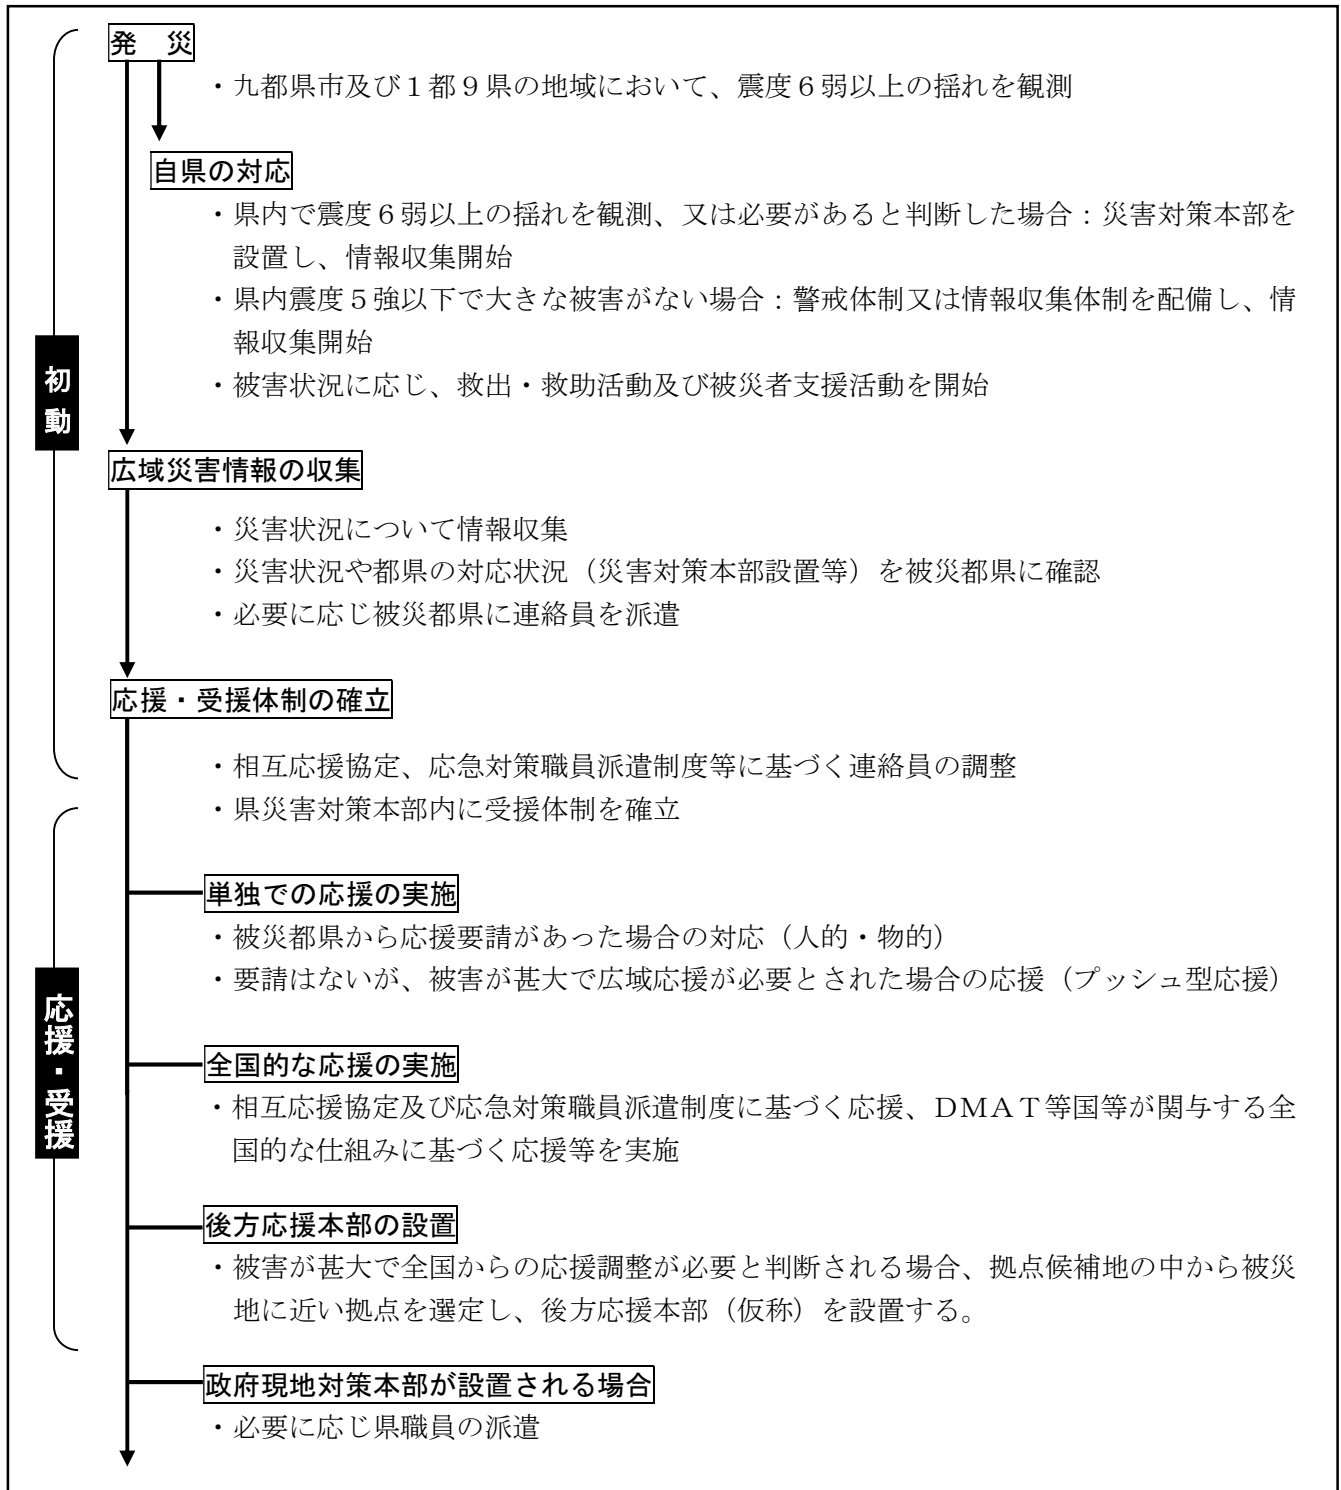 発　災
・九都県市及び１都９県の地域において、震度６弱以上の揺れを観測
自県の対応
・県内で震度６弱以上の揺れを観測、又は必要があると判断した場合：災害対策本部を
設置し、情報収集開始
・県内震度５強以下で大きな被害がない場合：警戒体制又は情報収集体制を配備し、情
報収集開始
・被害状況に応じ、救出・救助活動及び被災者支援活動を開始
初動
広域災害情報の収集
・災害状況について情報収集
・災害状況や都県の対応状況（災害対策本部設置等）を被災都県に確認
・必要に応じ被災都県に連絡員を派遣
応援・受援体制の確立
・相互応援協定、応急対策職員派遣制度等に基づく連絡員の調整
・県災害対策本部内に受援体制を確立
単独での応援の実施
・被災都県から応援要請があった場合の対応（人的・物的）
・要請はないが、被害が甚大で広域応援が必要とされた場合の応援（プッシュ型応援）
応援・受援
全国的な応援の実施
・相互応援協定及び応急対策職員派遣制度に基づく応援、ＤＭＡＴ等国等が関与する全
国的な仕組みに基づく応援等を実施
後方応援本部の設置
・被害が甚大で全国からの応援調整が必要と判断される場合、拠点候補地の中から被災
地に近い拠点を選定し、後方応援本部（仮称）を設置する。
政府現地対策本部が設置される場合
・必要に応じ県職員の派遣